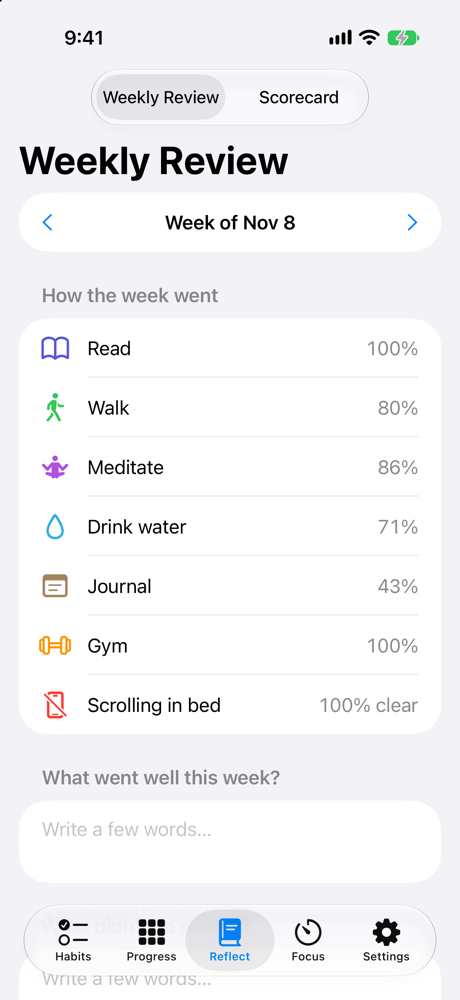 9:41
Weekly Review
Scorecard
Weekly Review
Week of Nov 8
How the week went
Read 100%
Walk 80%
Meditate 86%
Drink water 71%
Journal 43%
Gym 100%
Scrolling in bed 100% clear
What went well this week?
Write a few words...
Habits
Progress
Reflect
Focus
Settings
Write a few words...